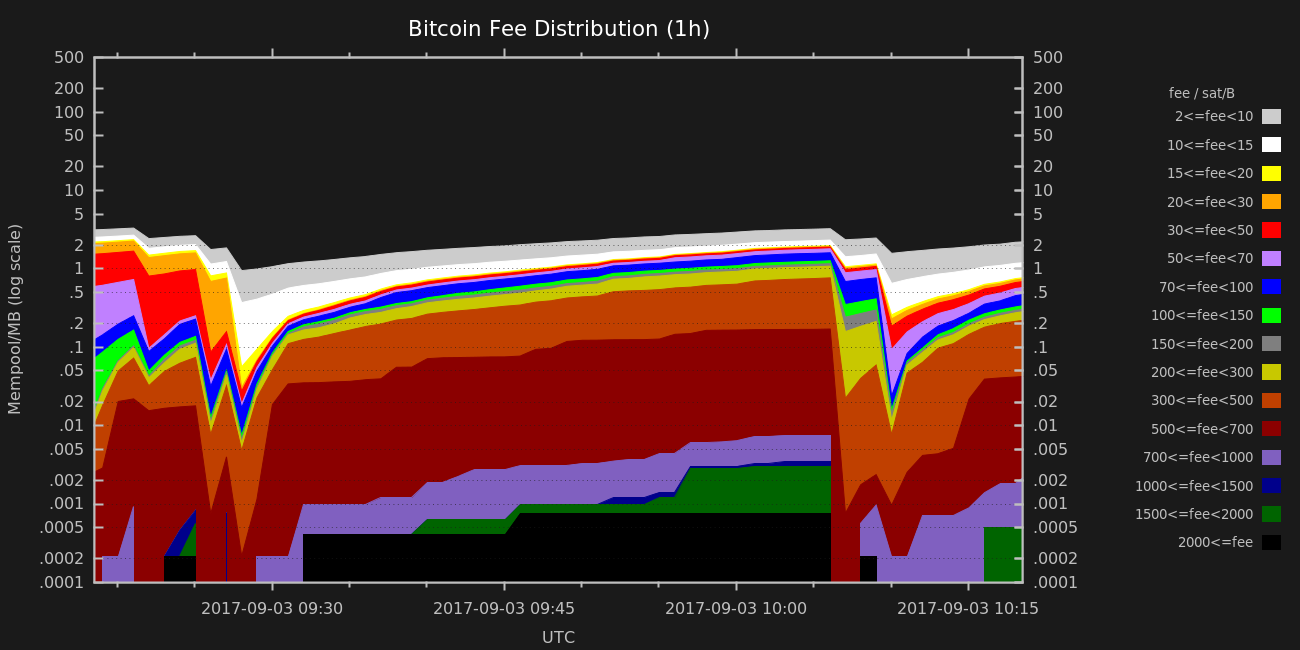 Bitcoin Fee Distribution (1h)
500 500
200 200
100 100
50 50
20 20
10 10
5 5
2 2
1 1
.5 .5
.2 .2
.1 .1
.05 .05
.02 .02
.01 .01
.005 .005
.002 .002
.001 .001
.0005 .0005
.0002 .0002
.0001 .0001
Mempool/MB (log scale)
2017-09-03 09:30 2017-09-03 09:45 2017-09-03 10:00 2017-09-03 10:15
UTC
fee / sat/B
2<=fee<10
10<=fee<15
15<=fee<20
20<=fee<30
30<=fee<50
50<=fee<70
70<=fee<100
100<=fee<150
150<=fee<200
200<=fee<300
300<=fee<500
500<=fee<700
700<=fee<1000
1000<=fee<1500
1500<=fee<2000
2000<=fee